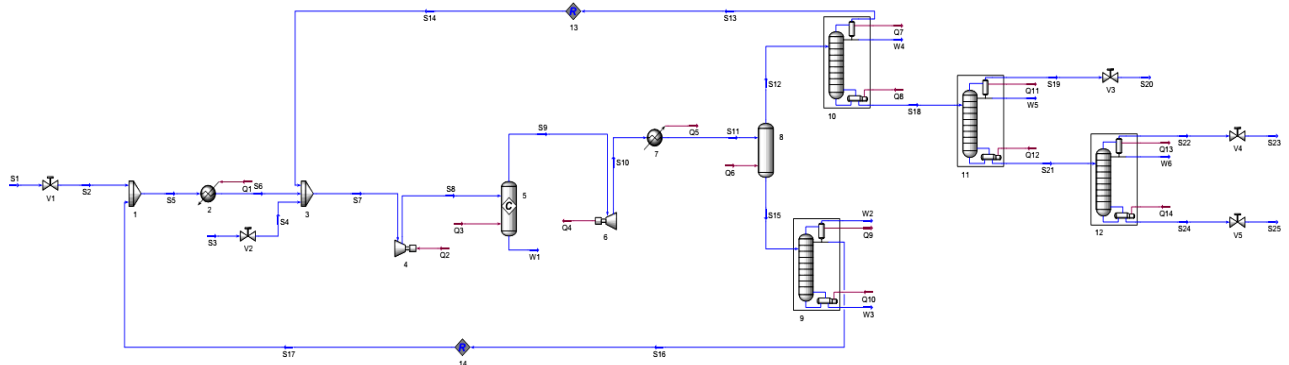 S14
13
S13
Q7
W4
S12
Q8
10
S18
S19
V3
S20
Q11
W5
Q12
11
S21
S22
V4
S23
Q13
W6
Q14
12
S24
V5
S25
S9
S10
Q5
7
S11
8
Q6
S1
V1
S2
1
S5
2
Q1
S6
S4
S3
V2
3
S7
S8
4
Q2
Q3
C
5
W1
Q4
6
S15
W2
Q9
Q10
W3
9
S17
R
14
S16
R